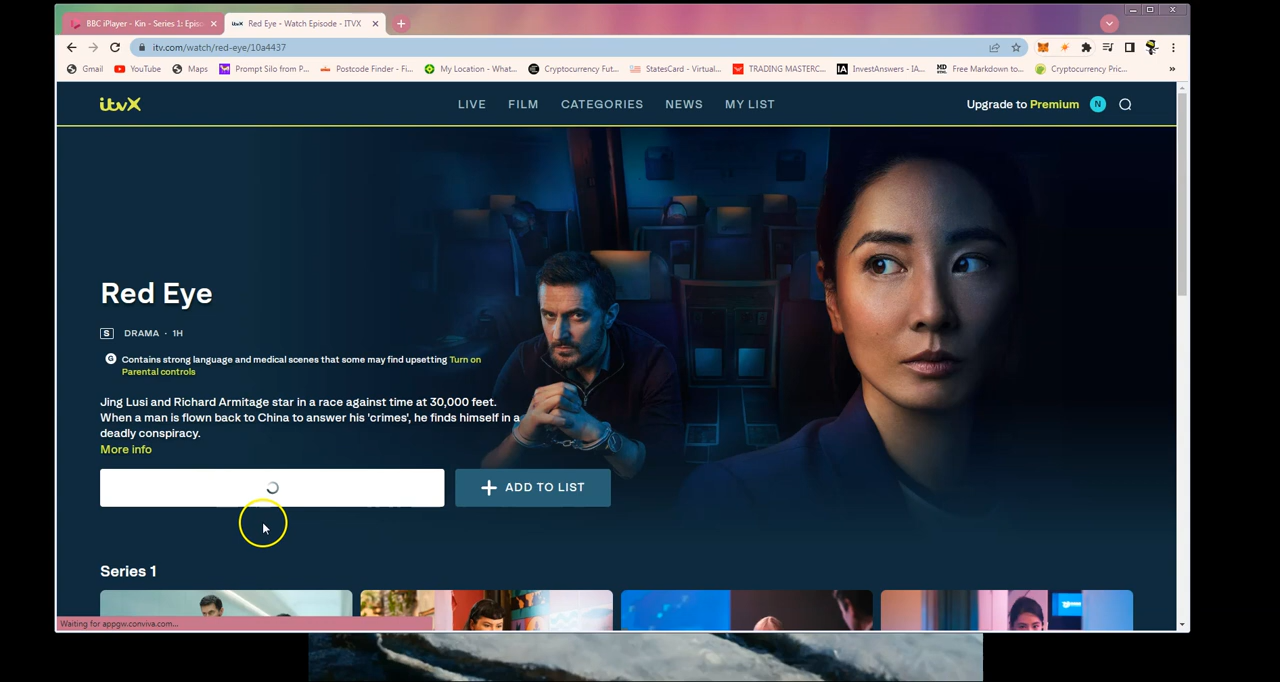 BBC iPlayer - Kin - Series 1: Epis
Red Eye - Watch Episode - ITVX
itv.com/watch/red-eye/10a4437
Gmail
YouTube
Maps
Prompt Silo from P...
Postcode Finder - Fi...
My Location - What...
Cryptocurrency Fut...
StatesCard - Virtual...
TRADING MASTERC...
IA InvestAnswers - IA...
MD Free Markdown to...
Cryptocurrency Pric...
itvX
LIVE
FILM
CATEGORIES
NEWS
MY LIST
Upgrade to Premium
N
Red Eye
S DRAMA · 1H
G Contains strong language and medical scenes that some may find upsetting Turn on
Parental controls
Jing Lusi and Richard Armitage star in a race against time at 30,000 feet.
When a man is flown back to China to answer his 'crimes', he finds himself in a
deadly conspiracy.
More info
+ ADD TO LIST
Series 1
Waiting for appgw.conviva.com...